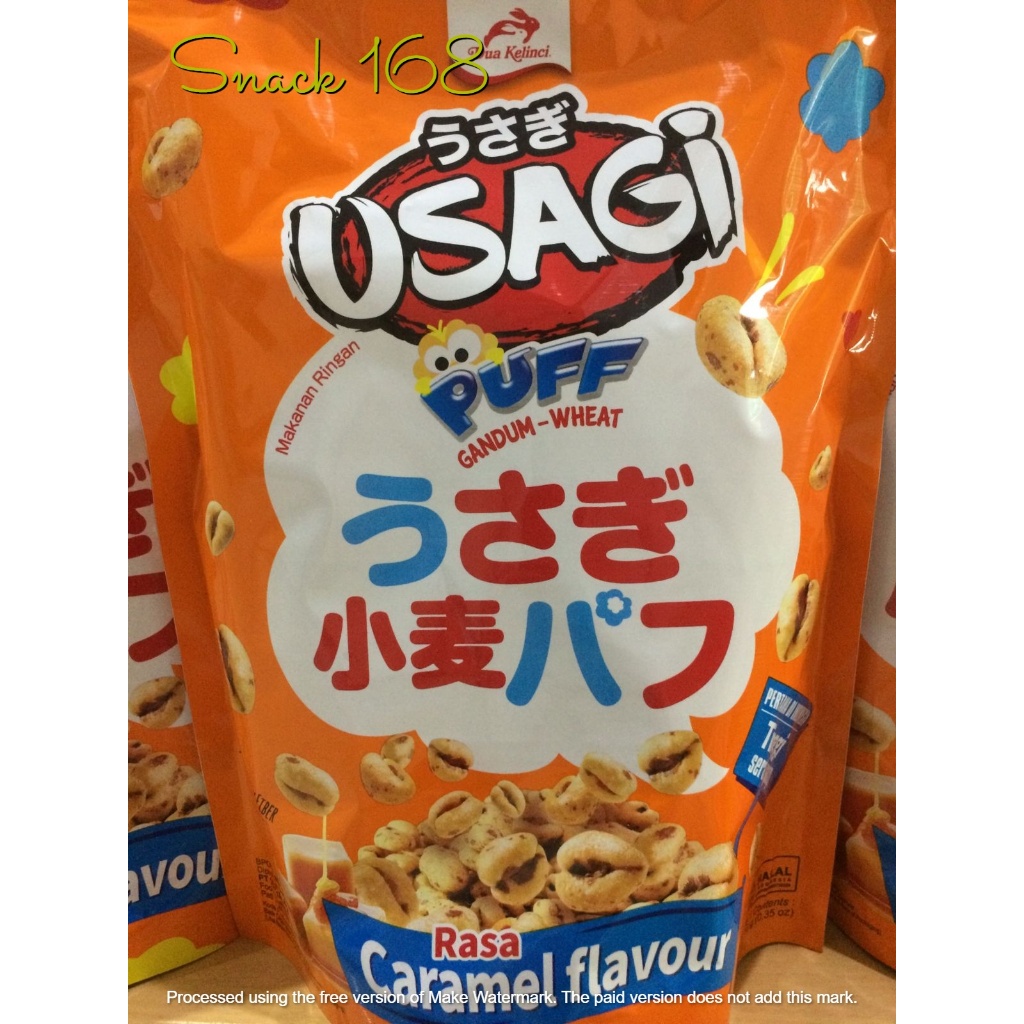 Snack 168
Dua Kelinci
うさぎ
USAGi
Makanan Ringan
PUFF
GANDUM - WHEAT
うさぎ
小麦パフ
Rasa
Caramel flavour
avou
HALAL
Processed using the free version of Make Watermark. The paid version does not add this mark.